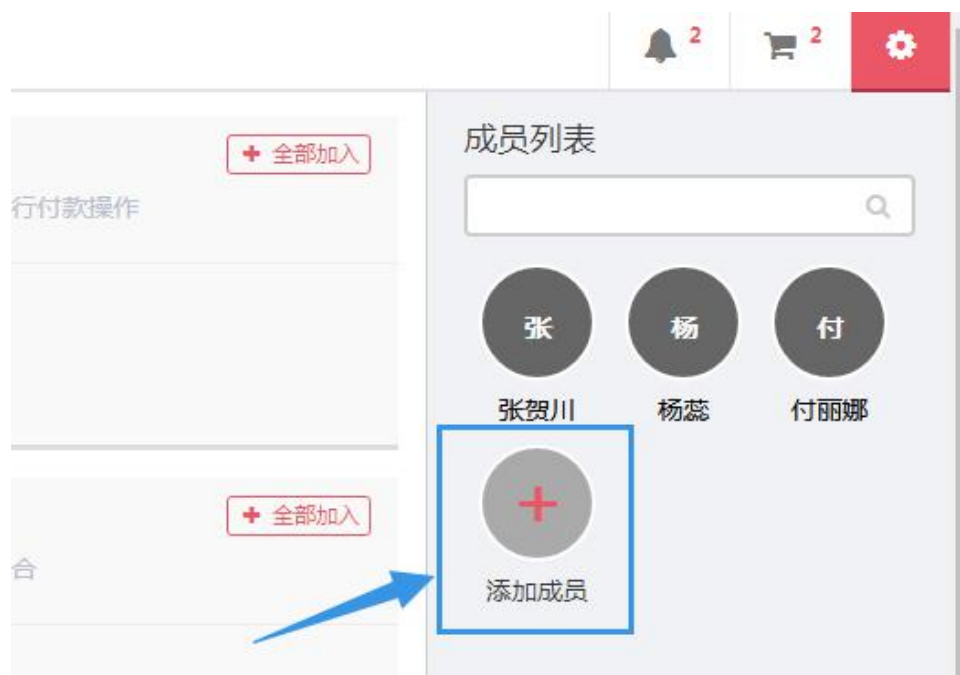 2
2
+ 全部加入
行付款操作
+ 全部加入
合
成员列表
张 杨 付
张贺川 杨蕊 付丽娜
+
添加成员